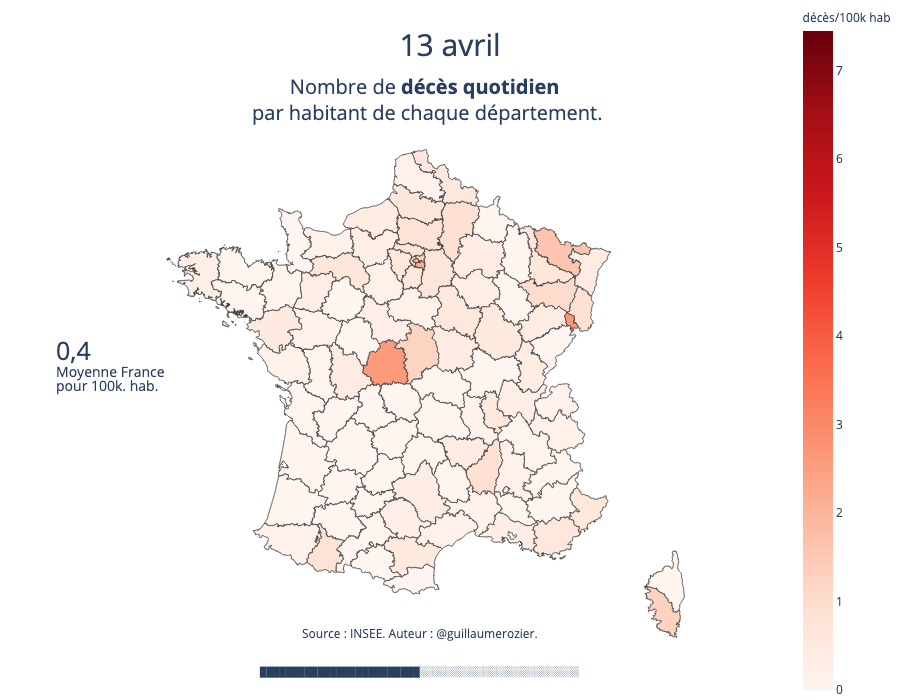 décès/100k hab
13 avril
Nombre de décès quotidien
par habitant de chaque département.
7
6
5
4
3
2
1
0
0,4
Moyenne France
pour 100k. hab.
Source : INSEE. Auteur : @guillaumerozier.